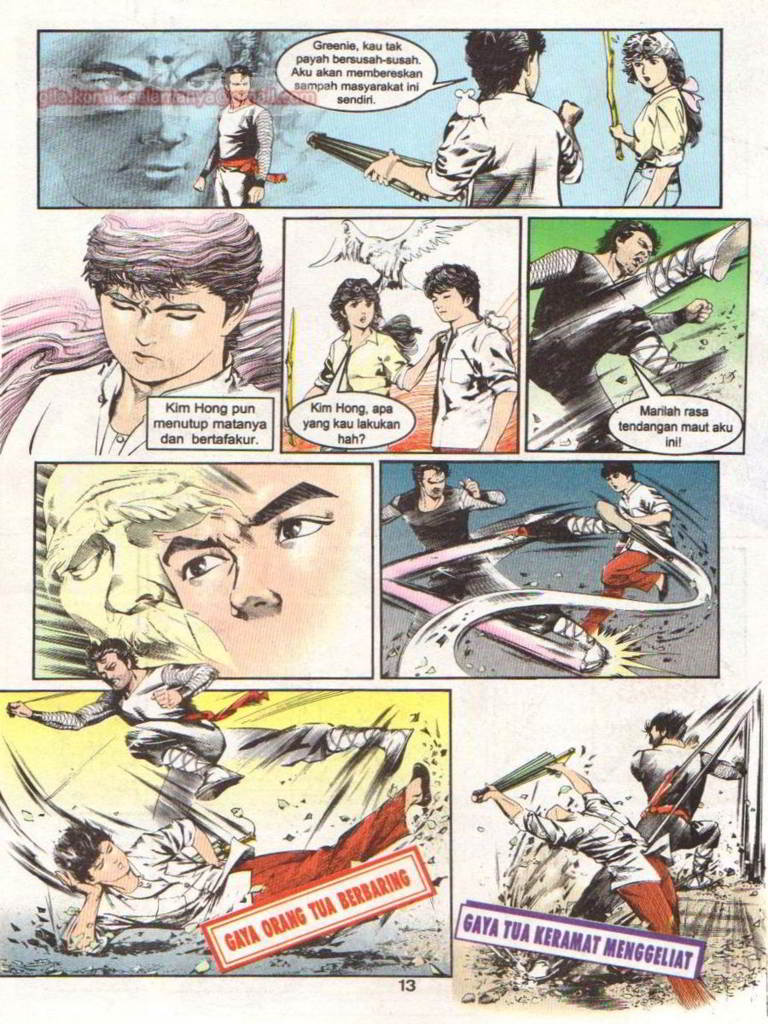 Greenie, kau tak
payah bersusah-susah.
Aku akan membereskan
sampah masyarakat ini
sendiri.
Kim Hong pun
menutup matanya
dan bertafakur.
Kim Hong, apa
yang kau lakukan
hah?
Marilah rasa
tendangan maut aku
ini!
GAYA ORANG TUA BERBARING
GAYA TUA KERAMAT MENGGELIAT
13